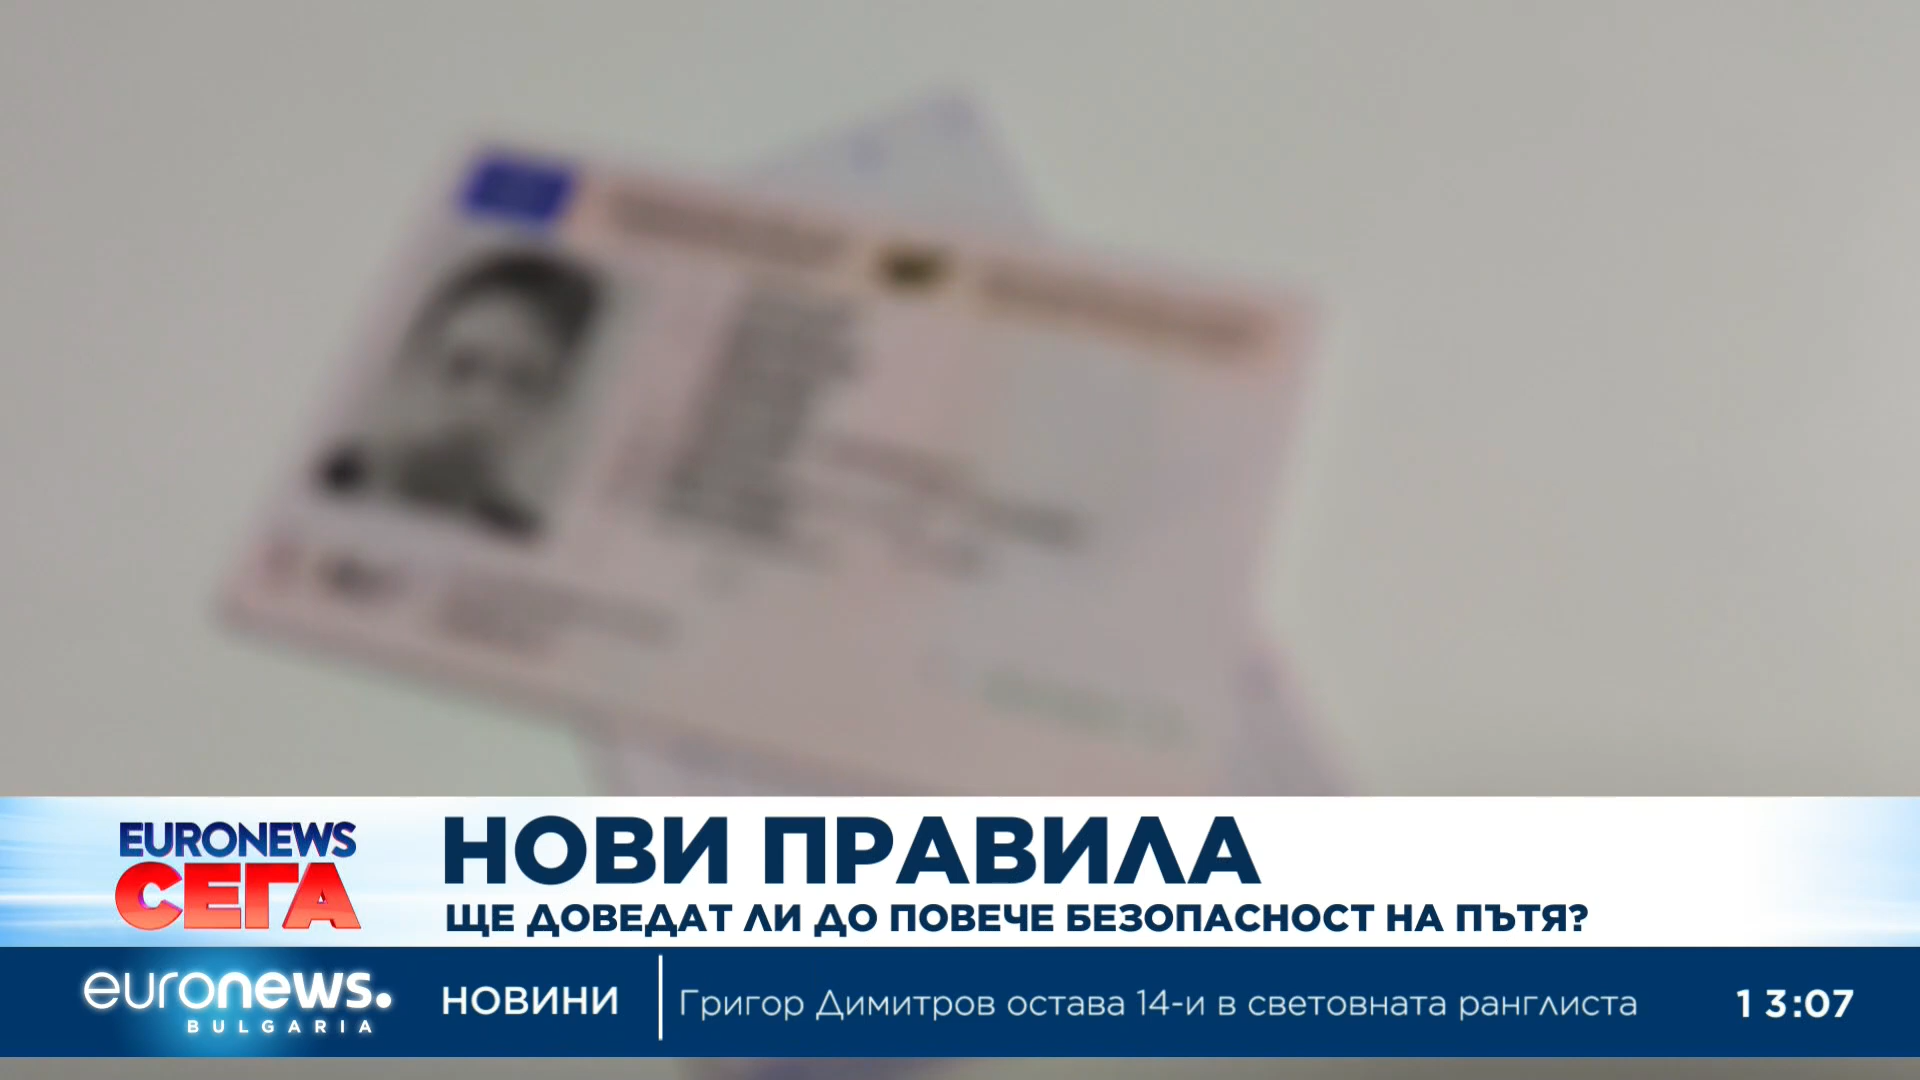 EURONEWS
СЕГА
НОВИ ПРАВИЛА
ЩЕ ДОВЕДАТ ЛИ ДО ПОВЕЧЕ БЕЗОПАСНОСТ НА ПЪТЯ?
euronews.
BULGARIA
НОВИНИ
Григор Димитров остава 14-и в световната ранглиста
13:07